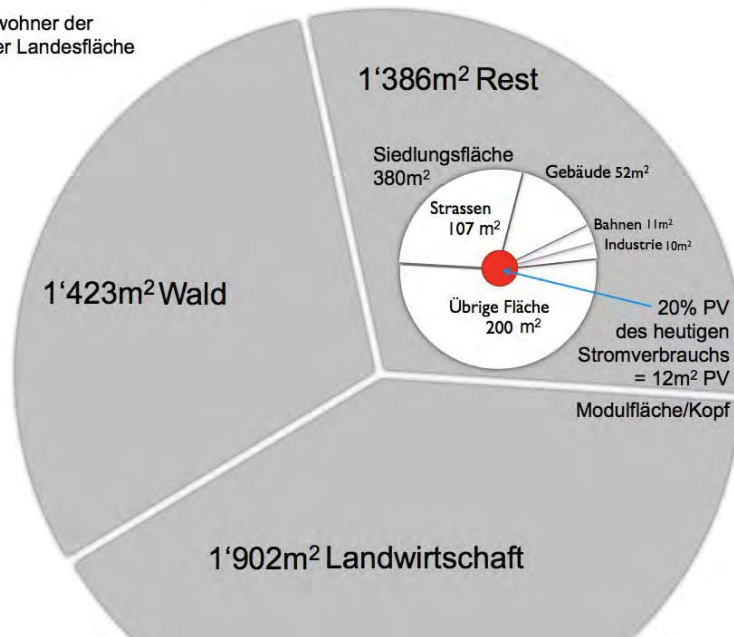 wohner der
er Landesfläche
1‘386m² Rest
Siedlungsfläche
380m²
Gebäude 52m²
Strassen
107 m²
Bahnen 11m²
Industrie 10m²
1‘423m² Wald
Übrige Fläche
200 m²
20% PV
des heutigen
Stromverbrauchs
= 12m² PV
Modulfläche/Kopf
1‘902m² Landwirtschaft